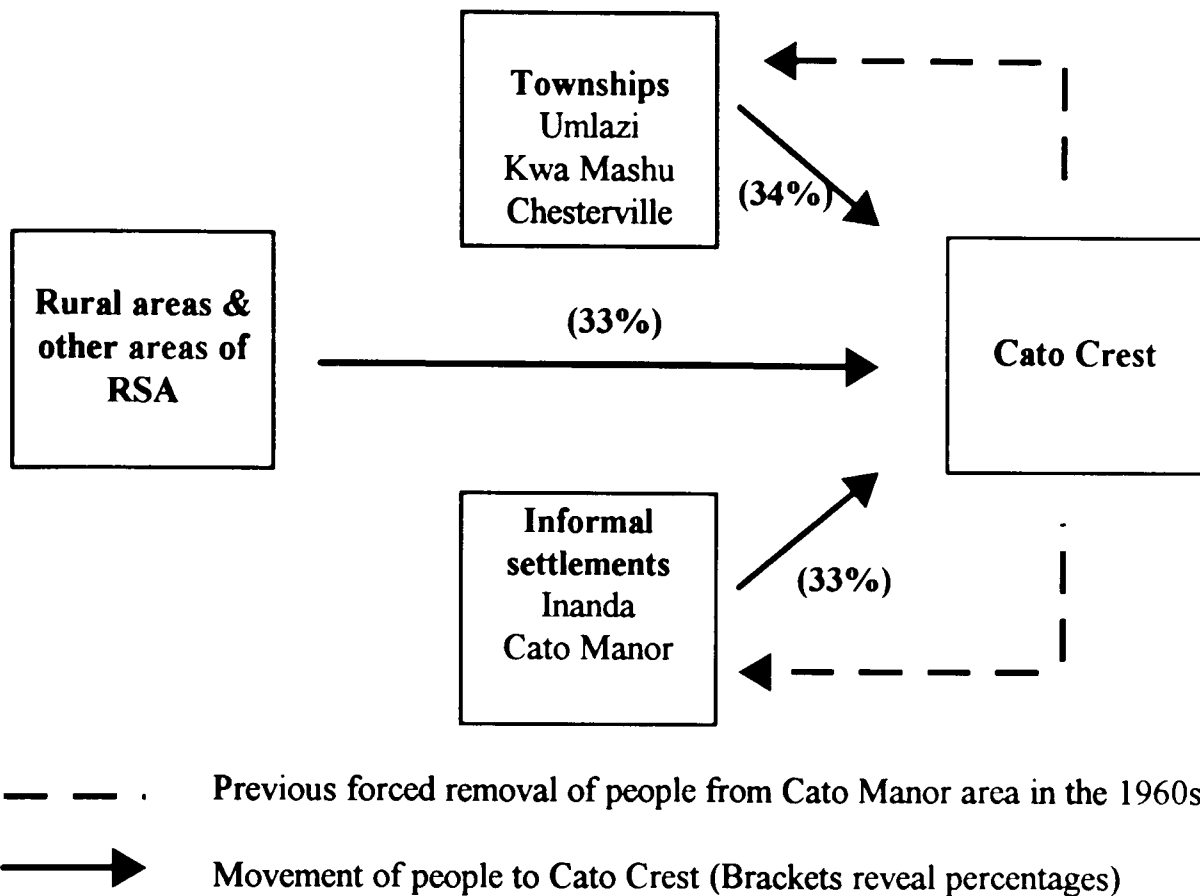 Townships
Umlazi
Kwa Mashu
Chesterville
(34%)
Rural areas &
other areas of
RSA
(33%)
Cato Crest
Informal
settlements
Inanda
Cato Manor
(33%)
Previous forced removal of people from Cato Manor area in the 1960s
Movement of people to Cato Crest (Brackets reveal percentages)